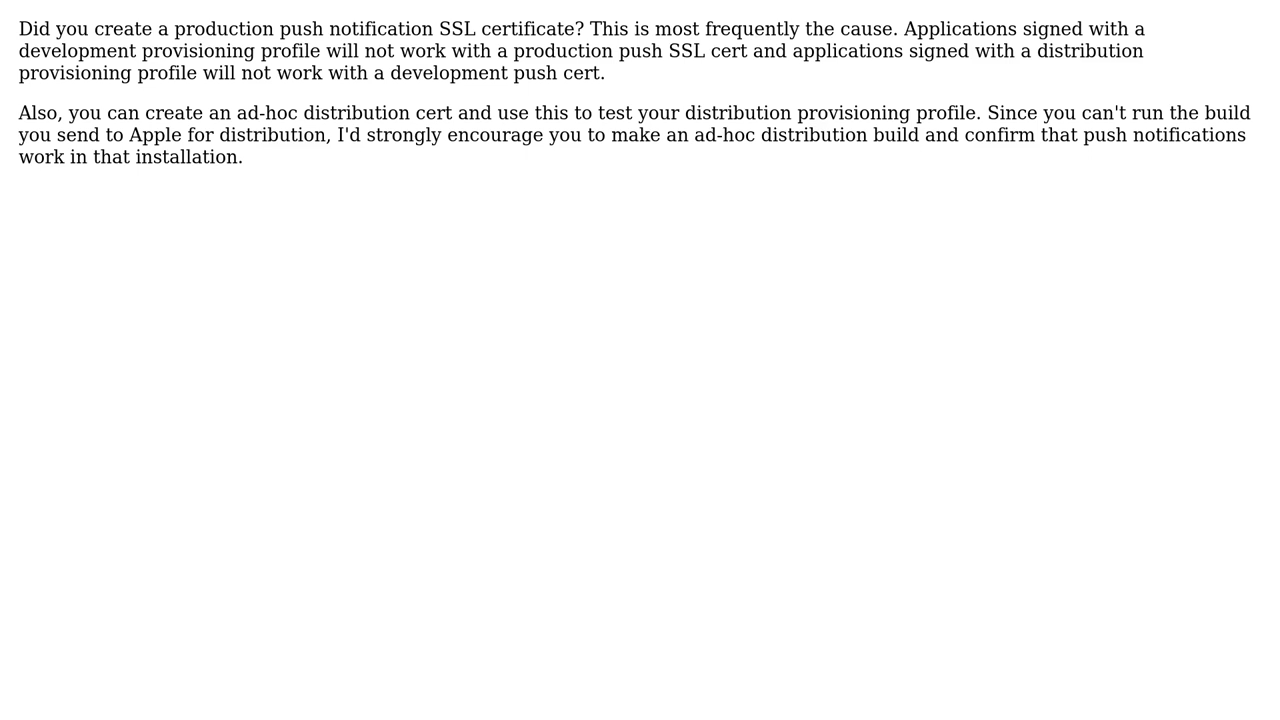 Did you create a production push notification SSL certificate? This is most frequently the cause. Applications signed with a
development provisioning profile will not work with a production push SSL cert and applications signed with a distribution
provisioning profile will not work with a development push cert.
Also, you can create an ad-hoc distribution cert and use this to test your distribution provisioning profile. Since you can't run the build
you send to Apple for distribution, I'd strongly encourage you to make an ad-hoc distribution build and confirm that push notifications
work in that installation.